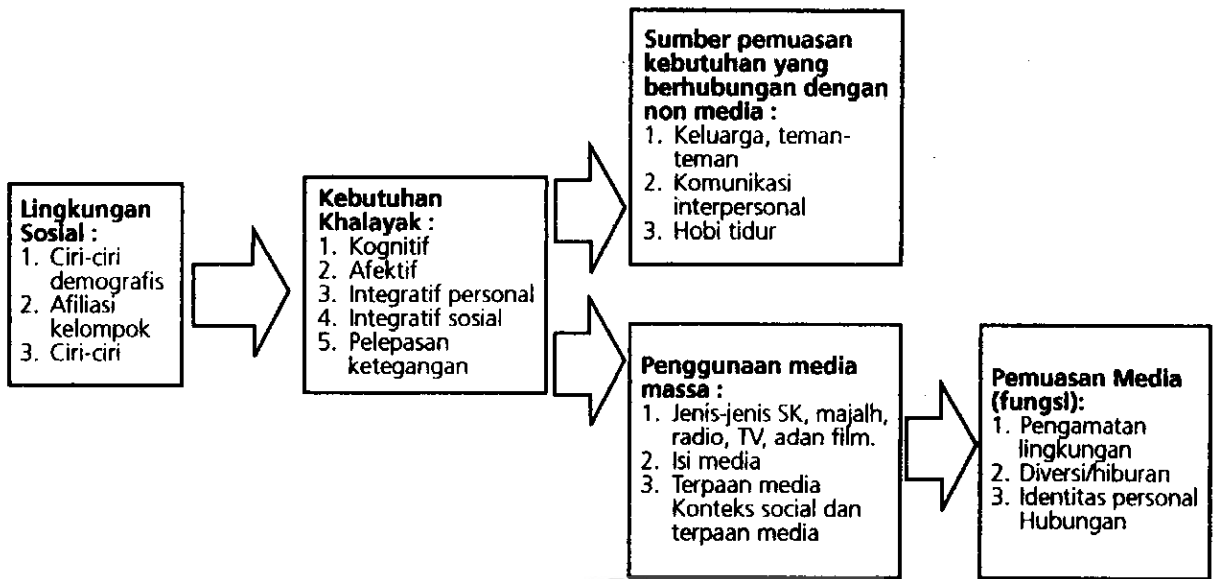 Lingkungan
Sosial :
1. Ciri-ciri
demografis
2. Afiliasi
kelompok
3. Ciri-ciri
Kebutuhan
Khalayak :
1. Kognitif
2. Afektif
3. Integratif personal
4. Integratif sosial
5. Pelepasan
ketegangan
Sumber pemuasan
kebutuhan yang
berhubungan dengan
non media :
1. Keluarga, teman-
teman
2. Komunikasi
interpersonal
3. Hobi tidur
Penggunaan media
massa :
1. Jenis-jenis SK, majalh,
radio, TV, adan film.
2. Isi media
3. Terpaan media
Konteks social dan
terpaan media
Pemuasan Media
(fungsi):
1. Pengamatan
lingkungan
2. Diversi/hiburan
3. Identitas personal
Hubungan